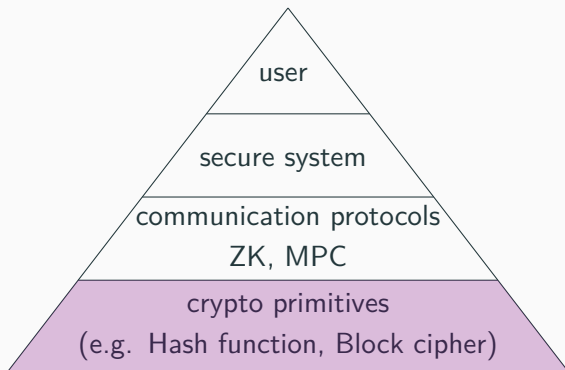 user
secure system
communication protocols
ZK, MPC
crypto primitives
(e.g. Hash function, Block cipher)